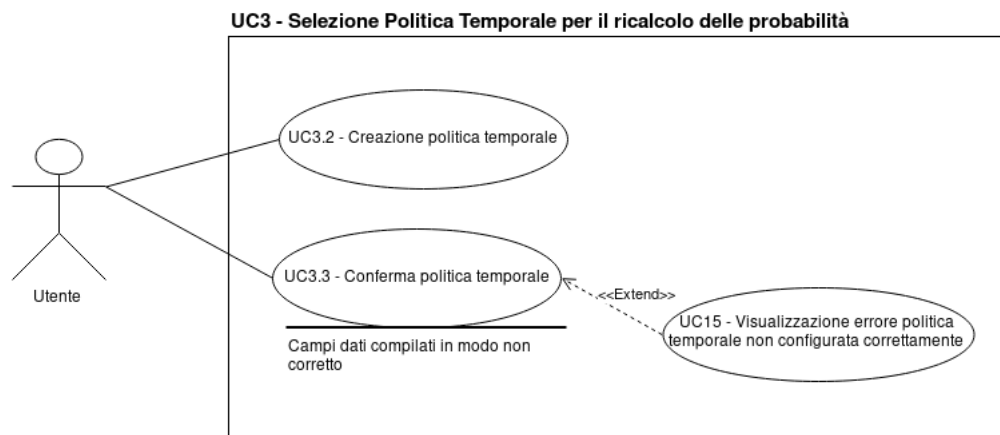 UC3 - Selezione Politica Temporale per il ricalcolo delle probabilità
UC3.2 - Creazione politica temporale
UC3.3 - Conferma politica temporale
<<Extend>>
Utente
UC15 - Visualizzazione errore politica
temporale non configurata correttamente
Campi dati compilati in modo non
corretto